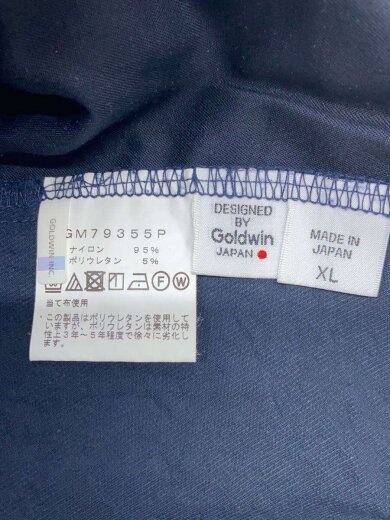 GOLDWIN INC.
GM79355P
ナイロン 95%
ポリウレタン 5%
当て布使用
・この製品はポリウレタンを使用して
いますが、ポリウレタンは素材の特
性上3年～5年程度で徐々に劣化し
ます。
DESIGNED
BY
Goldwin
JAPAN
MADE IN
JAPAN
XL